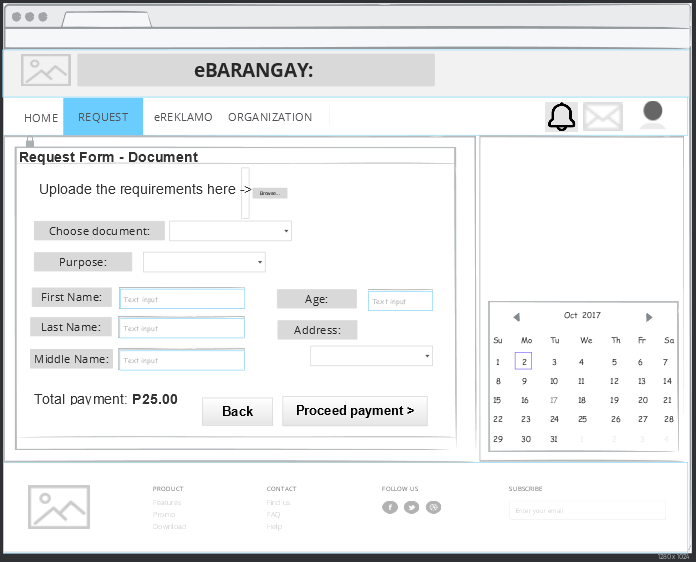 eBARANGAY:
HOME REQUEST eREKLAMO ORGANIZATION
Request Form - Document
Uploade the requirements here ->
Browse..
Choose document:
Purpose:
First Name: Text input Age: Text input
Last Name: Text input Address:
Middle Name: Text input
Total payment: P25.00
Back Proceed payment >
Oct 2017
Su Mo Tu We Th Fr Sa
1 2 3 4 5 6 7
8 9 10 11 12 13 14
15 16 17 18 19 20 21
22 23 24 25 26 27 28
29 30 31 1 2 3 4
PRODUCT CONTACT FOLLOW US SUBSCRIBE
Features Find us
Promo FAQ Enter your email
Download Help
1280 x 1024